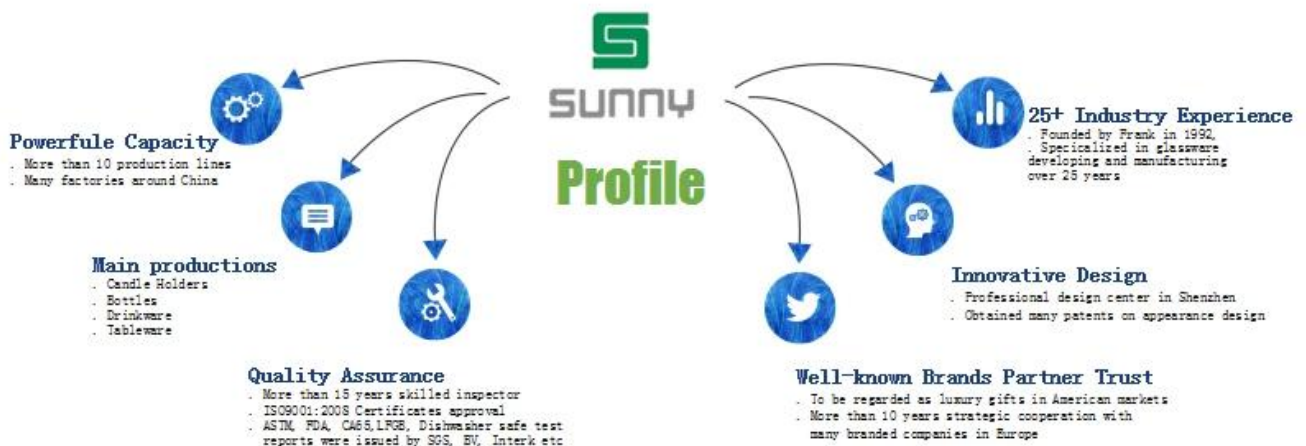 SUNNY
Profile
Powerfule Capacity
. More than 10 production lines
. Many factories around China
Main productions
. Candle Holders
. Bottles
. Drinkware
. Tableware
Quality Assurance
. More than 15 years skilled inspector
. ISO9001:2008 Certificates approval
. ASTM, FDA, CA65,LFGB, Dishwasher safe test
reports were issued by SGS, BV, Interk etc
25+ Industry Experience
. Founded by Frank in 1992,
. Specicalized in glassware
developing and manufacturing
over 25 years
Innovative Design
. Professional design center in Shenzhen
. Obtained many patents on appearance design
Well-known Brands Partner Trust
. To be regarded as luxury gifts in American markets
. More than 10 years strategic cooperation with
many branded companies in Europe